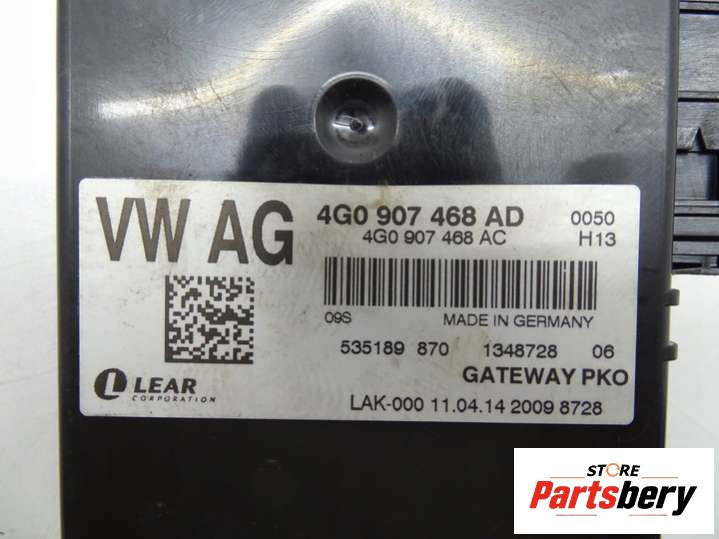 VW AG
4G0 907 468 AD 0050
4G0 907 468 AC H13
09S MADE IN GERMANY
535189 870 1348728 06
LEAR
CORPORATION
GATEWAY PKO
LAK-000 11.04.14 2009 8728
STORE
Partsbery